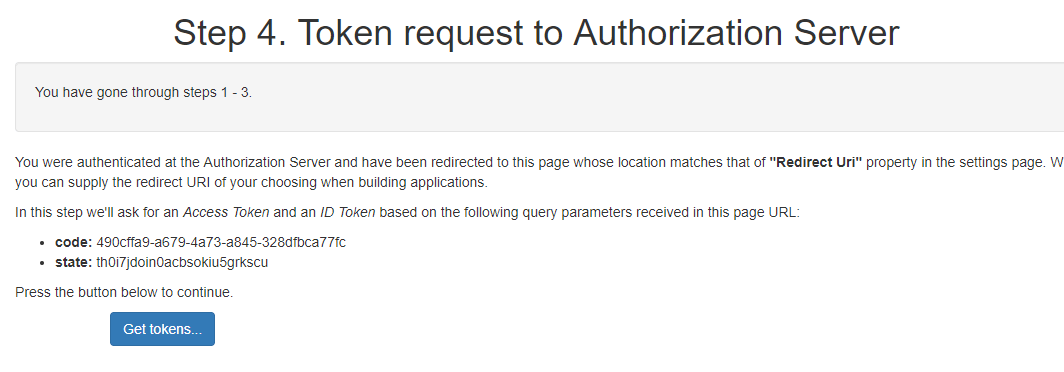 Step 4. Token request to Authorization Server
You have gone through steps 1 - 3.
You were authenticated at the Authorization Server and have been redirected to this page whose location matches that of "Redirect Uri" property in the settings page. W
you can supply the redirect URI of your choosing when building applications.
In this step we'll ask for an Access Token and an ID Token based on the following query parameters received in this page URL:
• code: 490cffa9-a679-4a73-a845-328dfbca77fc
• state: th0i7jdoin0acbsokiu5grkscu
Press the button below to continue.
Get tokens...